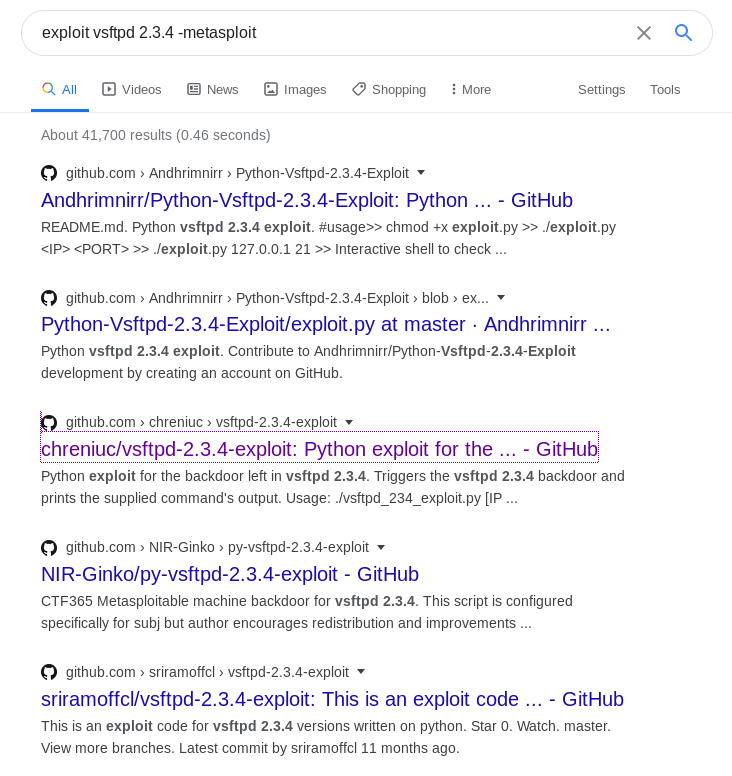 exploit vsftpd 2.3.4 -metasploit
All Videos News Images Shopping More Settings Tools
About 41,700 results (0.46 seconds)
github.com › Andhrimnirr › Python-Vsftpd-2.3.4-Exploit
Andhrimnirr/Python-Vsftpd-2.3.4-Exploit: Python ... - GitHub
README.md. Python vsftpd 2.3.4 exploit. #usage>> chmod +x exploit.py >> ./exploit.py
<IP> <PORT> >> ./exploit.py 127.0.0.1 21 >> Interactive shell to check ...
github.com › Andhrimnirr › Python-Vsftpd-2.3.4-Exploit › blob › ex...
Python-Vsftpd-2.3.4-Exploit/exploit.py at master · Andhrimnirr ...
Python vsftpd 2.3.4 exploit. Contribute to Andhrimnirr/Python-Vsftpd-2.3.4-Exploit
development by creating an account on GitHub.
github.com › chreniuc › vsftpd-2.3.4-exploit
chreniuc/vsftpd-2.3.4-exploit: Python exploit for the ... - GitHub
Python exploit for the backdoor left in vsftpd 2.3.4. Triggers the vsftpd 2.3.4 backdoor and
prints the supplied command's output. Usage: ./vsftpd_234_exploit.py [IP ...
github.com › NIR-Ginko › py-vsftpd-2.3.4-exploit
NIR-Ginko/py-vsftpd-2.3.4-exploit - GitHub
CTF365 Metasploitable machine backdoor for vsftpd 2.3.4. This script is configured
specifically for subj but author encourages redistribution and improvements ...
github.com › sriramoffcl › vsftpd-2.3.4-exploit
sriramoffcl/vsftpd-2.3.4-exploit: This is an exploit code ... - GitHub
This is an exploit code for vsftpd 2.3.4 versions written on python. Star 0. Watch. master.
View more branches. Latest commit by sriramoffcl 11 months ago.